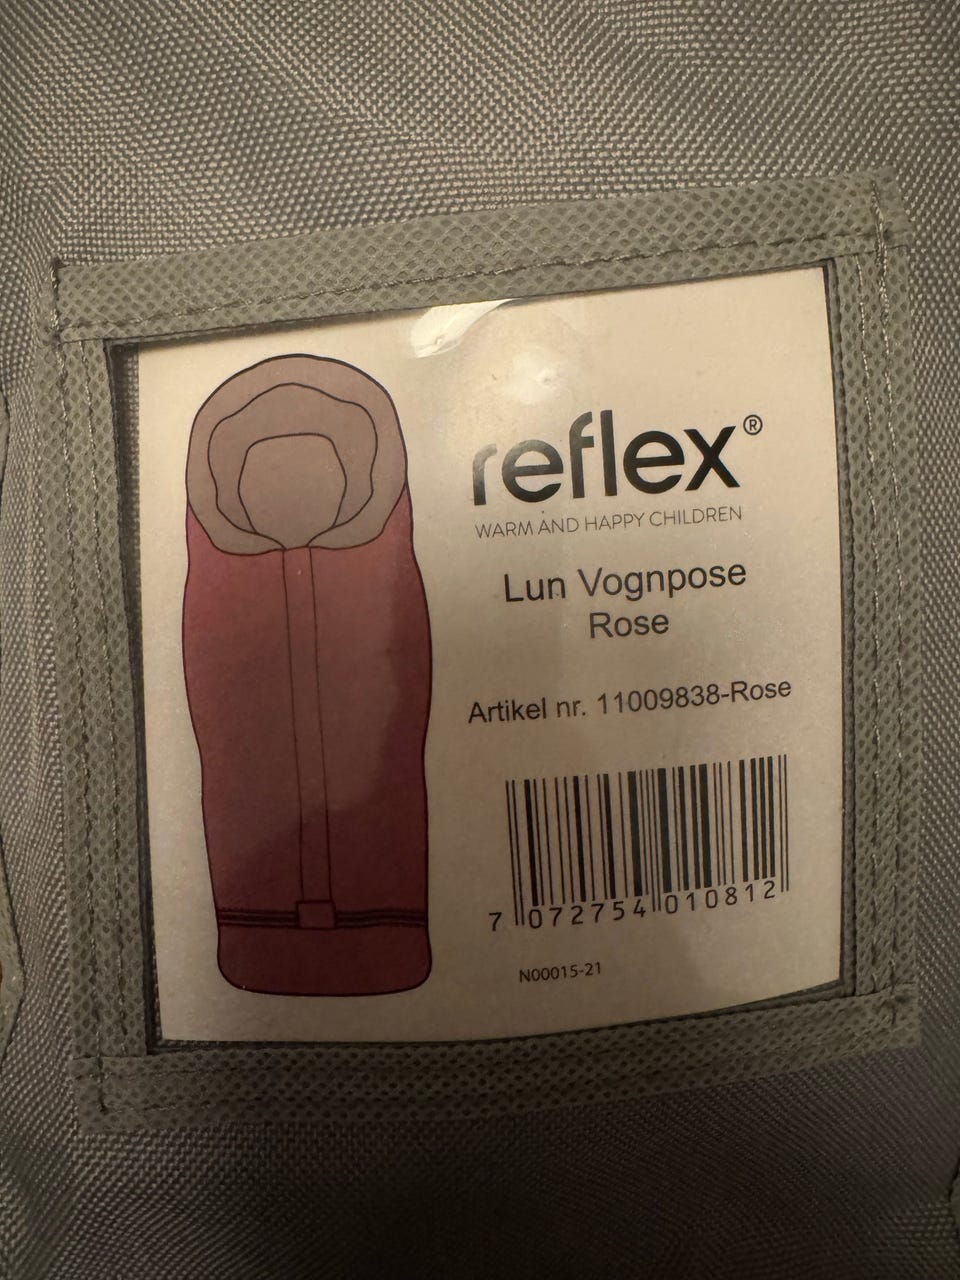 reflex®
WARM AND HAPPY CHILDREN
Lun Vognpose
Rose
Artikel nr. 11009838-Rose
7 072754 010812
N00015-21